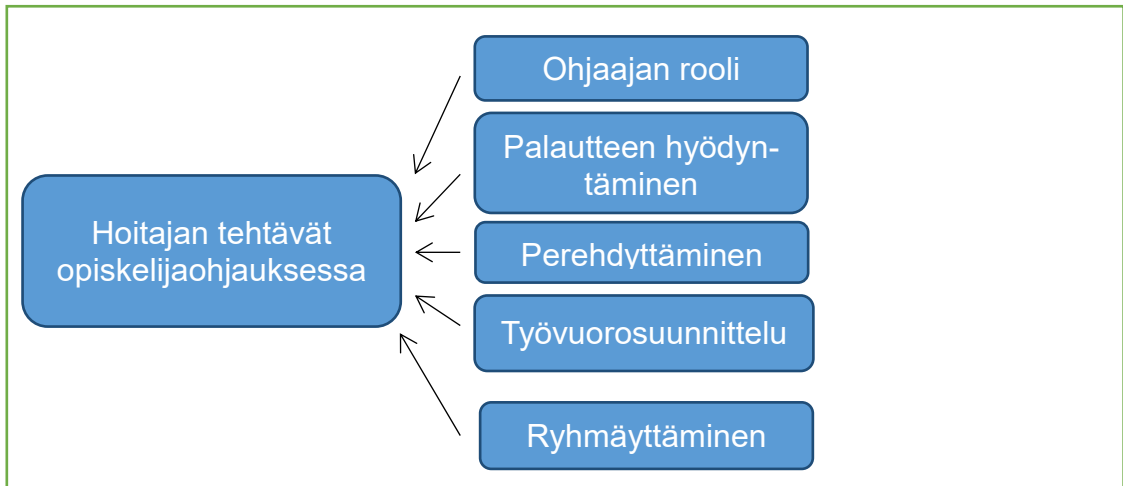 Ohjaajan rooli
Palautteen hyödyn-
täminen
Hoitajan tehtävät
opiskelijaohjauksessa
Perehdyttäminen
Työvuorosuunnittelu
Ryhmäyttäminen